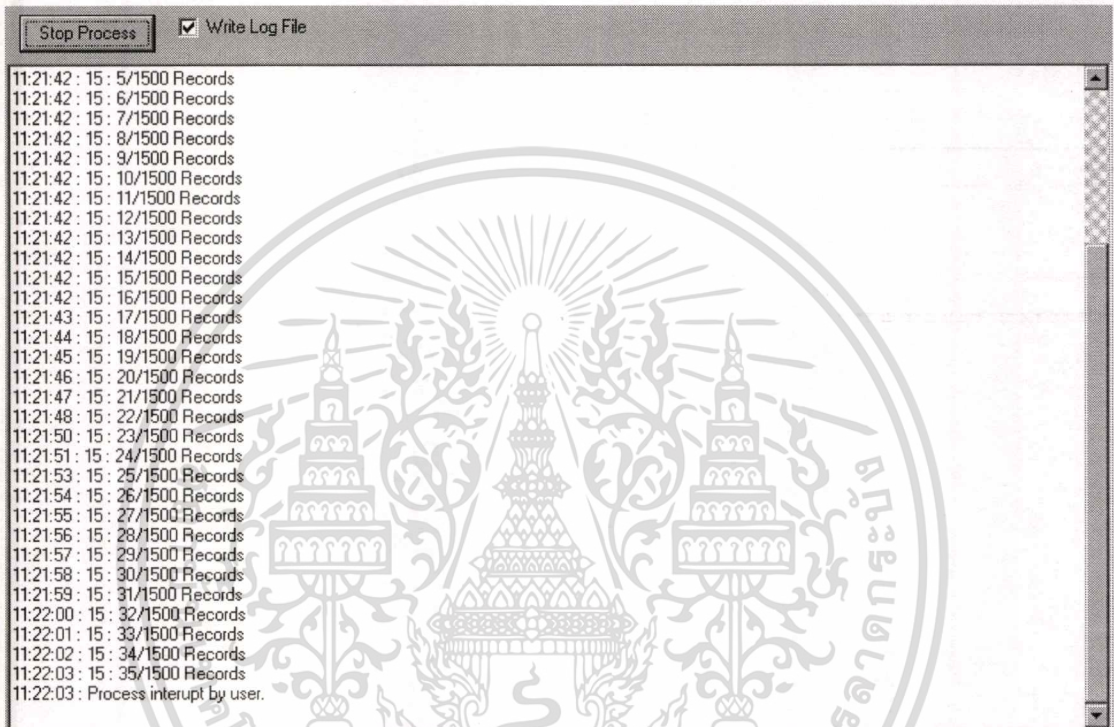 Stop Process
Write Log File
11:21:42 : 15 : 5/1500 Records
11:21:42 : 15 : 6/1500 Records
11:21:42 : 15 : 7/1500 Records
11:21:42 : 15 : 8/1500 Records
11:21:42 : 15 : 9/1500 Records
11:21:42 : 15 : 10/1500 Records
11:21:42 : 15 : 11/1500 Records
11:21:42 : 15 : 12/1500 Records
11:21:42 : 15 : 13/1500 Records
11:21:42 : 15 : 14/1500 Records
11:21:42 : 15 : 15/1500 Records
11:21:42 : 15 : 16/1500 Records
11:21:43 : 15 : 17/1500 Records
11:21:44 : 15 : 18/1500 Records
11:21:45 : 15 : 19/1500 Records
11:21:46 : 15 : 20/1500 Records
11:21:47 : 15 : 21/1500 Records
11:21:48 : 15 : 22/1500 Records
11:21:50 : 15 : 23/1500 Records
11:21:51 : 15 : 24/1500 Records
11:21:53 : 15 : 25/1500 Records
11:21:54 : 15 : 26/1500 Records
11:21:55 : 15 : 27/1500 Records
11:21:56 : 15 : 28/1500 Records
11:21:57 : 15 : 29/1500 Records
11:21:58 : 15 : 30/1500 Records
11:21:59 : 15 : 31/1500 Records
11:22:00 : 15 : 32/1500 Records
11:22:01 : 15 : 33/1500 Records
11:22:02 : 15 : 34/1500 Records
11:22:03 : 15 : 35/1500 Records
11:22:03 : Process interupt by user.